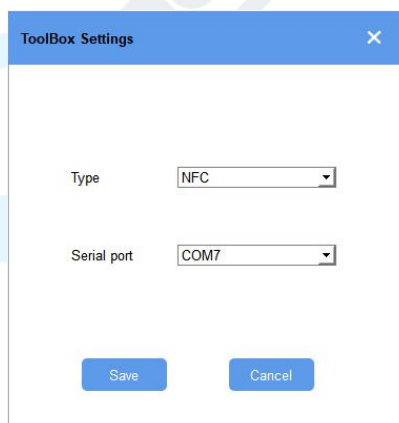 ToolBox Settings
Type NFC
Serial port COM7
Save Cancel